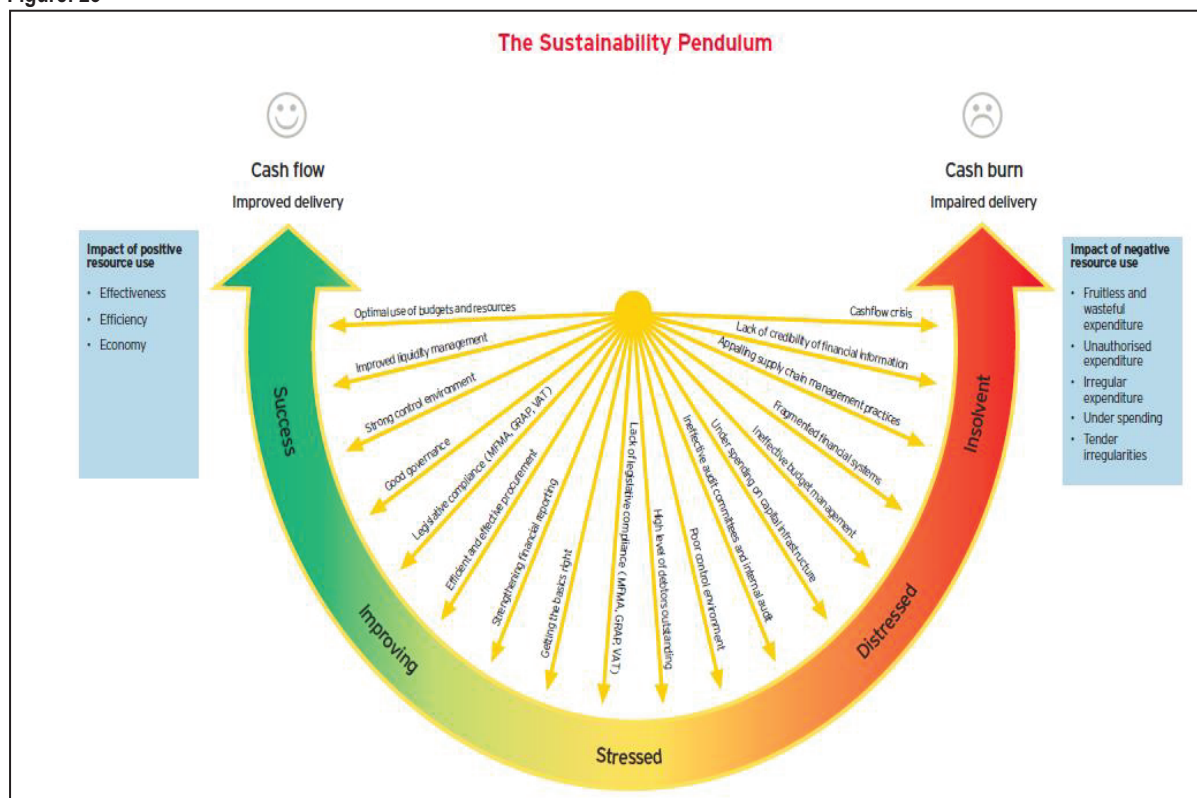 The Sustainability Pendulum
Cash flow
Improved delivery
Cash burn
Impaired delivery
Impact of positive
resource use
• Effectiveness
• Efficiency
• Economy
Impact of negative
resource use
• Fruitless and
wasteful
expenditure
• Unauthorised
expenditure
• Irregular
expenditure
• Under spending
• Tender
irregularities
Optimal use of budgets and resources
Improved liquidity management
Strong control environment
Good governance
Legislative compliance (MFMA, GRAP, VAT)
Efficient and effective procurement
Strengthening financial reporting
Getting the basics right
Lack of legislative compliance (MFMA, GRAP, VAT)
High level of debtors outstanding
Poor control environment
Ineffective audit committees and internal audit
Under spending on capital infrastructure
Ineffective budget management
Fragmented financial systems
Appalling supply chain management practices
Lack of credibility of financial information
Cashflow crisis
Success
Improving
Stressed
Distressed
Insolvent